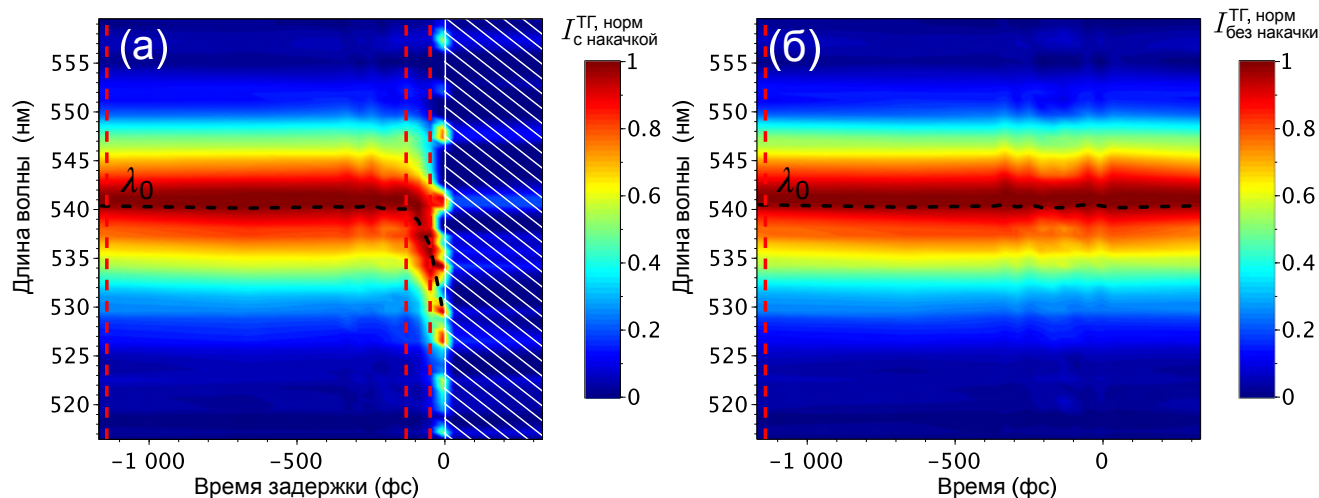 (а)
λ₀
Длина волны (нм)
555
550
545
540
535
530
525
520
−1 000
−500
0
Время задержки (фс)
I ТГ, норм
с накачкой
1
0.8
0.6
0.4
0.2
0
(б)
λ₀
Длина волны (нм)
555
550
545
540
535
530
525
520
−1 000
−500
0
Время (фс)
I ТГ, норм
без накачки
1
0.8
0.6
0.4
0.2
0